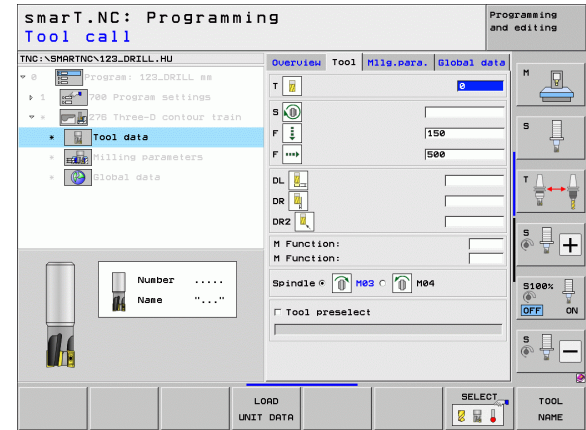 smarT.NC: Programming
Tool call
Programming
and editing
TNC:\SMARTNC\123_DRILL.HU
0 Program: 123_DRILL mm
1 700 Program settings
* 276 Three-D contour train
* Tool data
* Milling parameters
* Global data
Number .....
Name "..."
Overview Tool Mllg.para. Global data
T 0
S
F 150
F 500
DL
DR
DR2
M Function:
M Function:
Spindle M03 M04
Tool preselect
M
S
T
S
S100%
OFF ON
S
LOAD
UNIT DATA
SELECT
TOOL
NAME